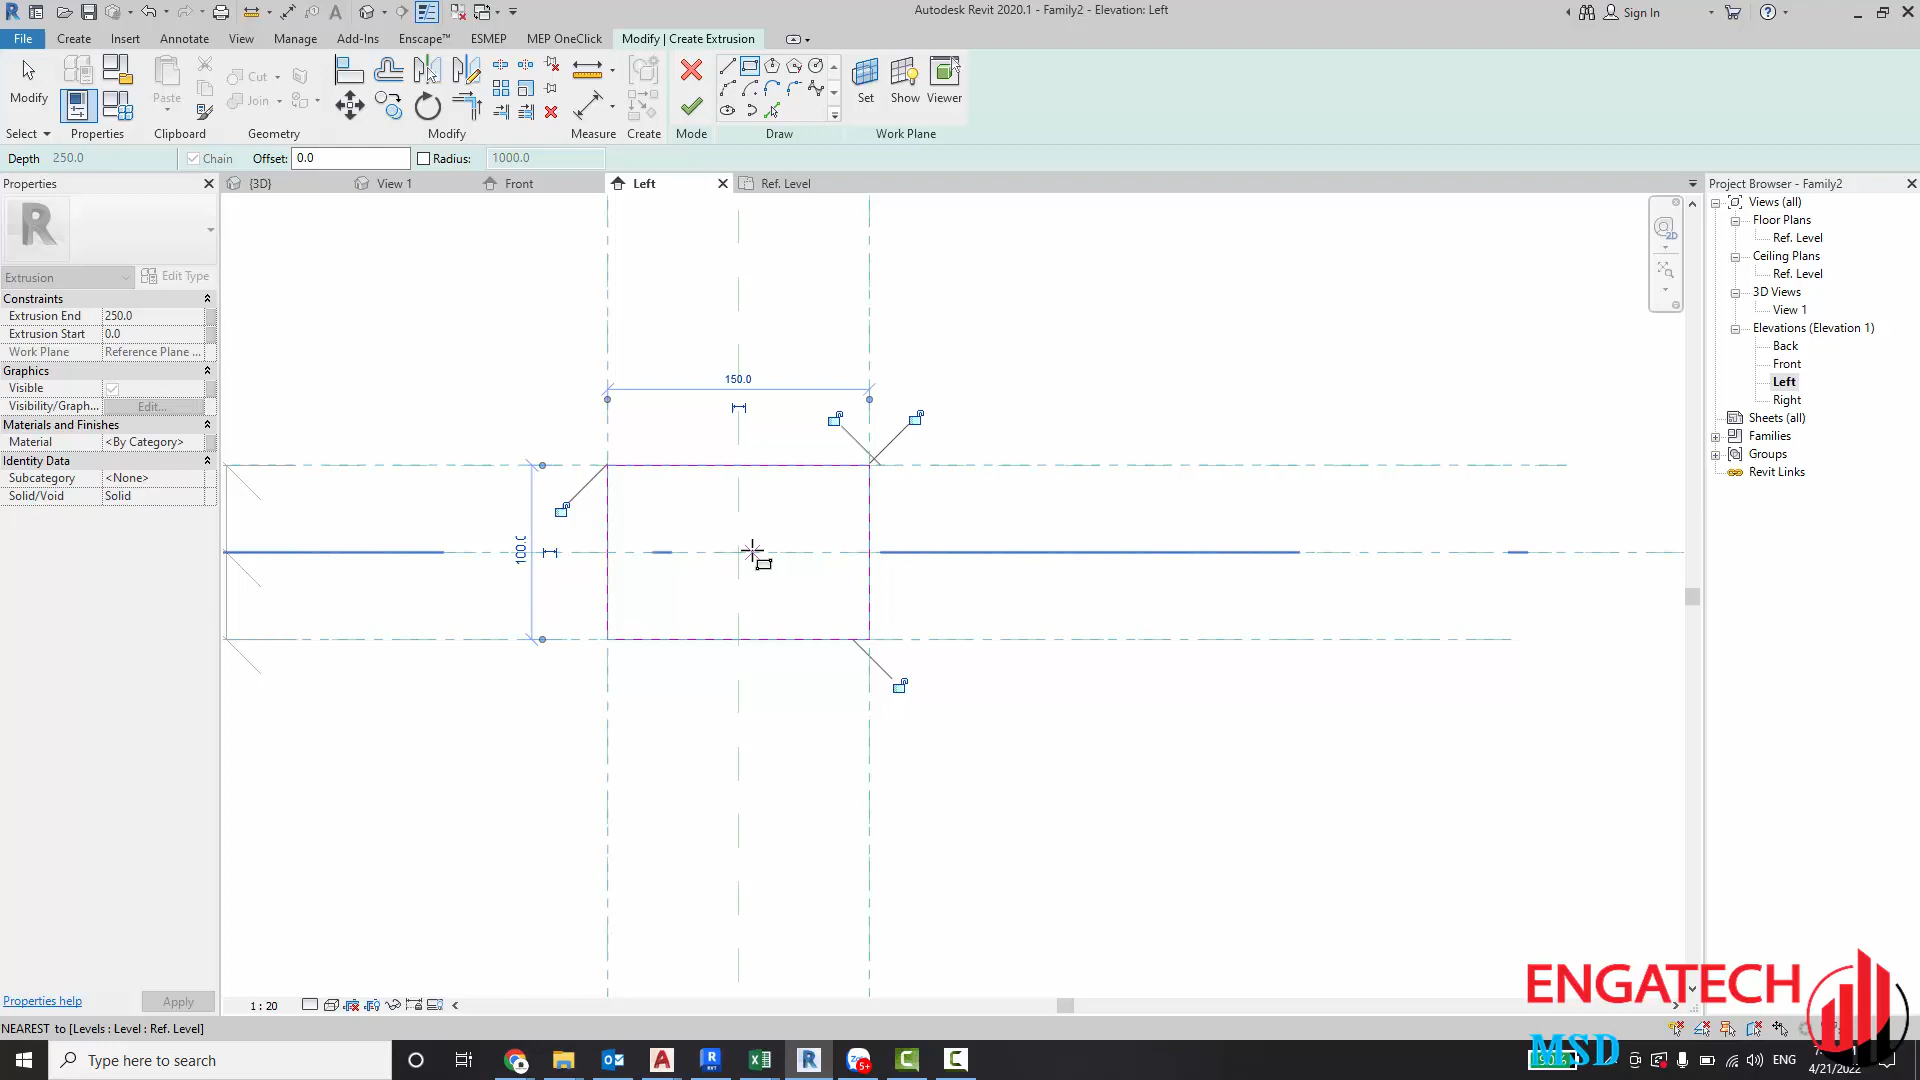 Autodesk Revit 2020.1 - Family2 - Elevation: Left
Sign In
File Create Insert Annotate View Manage Add-Ins Enscape™ ESMEP MEP OneClick Modify | Create Extrusion
Modify Paste Cut Join Set Show Viewer
Select Properties Clipboard Geometry Modify Measure Create Mode Draw Work Plane
Depth 250.0 Chain Offset: 0.0 Radius: 1000.0
Properties
{3D} View 1 Front Left Ref. Level
Project Browser - Family2
Extrusion Edit Type
Constraints
Extrusion End 250.0
Extrusion Start 0.0
Work Plane Reference Plane ...
Graphics
Visible
Visibility/Graph... Edit...
Materials and Finishes
Material <By Category>
Identity Data
Subcategory <None>
Solid/Void Solid
Properties help Apply
150.0
100.0
2D
Views (all)
Floor Plans
Ref. Level
Ceiling Plans
Ref. Level
3D Views
View 1
Elevations (Elevation 1)
Back
Front
Left
Right
Sheets (all)
Families
Groups
Revit Links
1 : 20
NEAREST to [Levels : Level : Ref. Level]
ENGATECH
MSD
Type here to search
ENG
4/21/2022